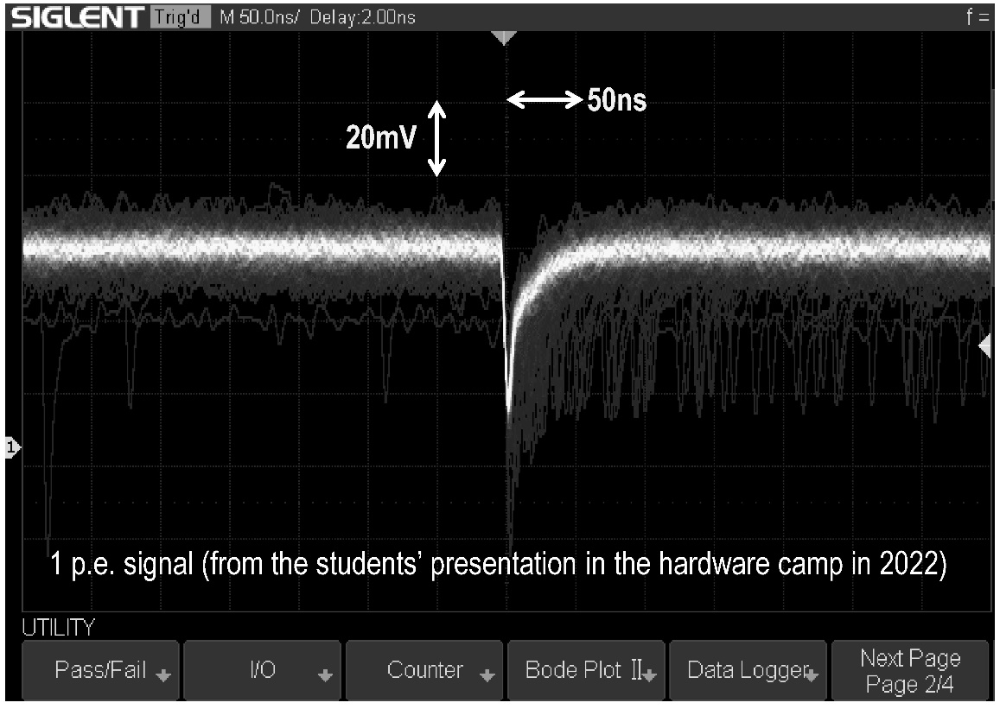 SIGLENT Trig'd M 50.0ns/ Delay:2.00ns f =
50ns
20mV
1
1 p.e. signal (from the students’ presentation in the hardware camp in 2022)
UTILITY
Pass/Fail I/O Counter Bode Plot II Data Logger Next Page
Page 2/4